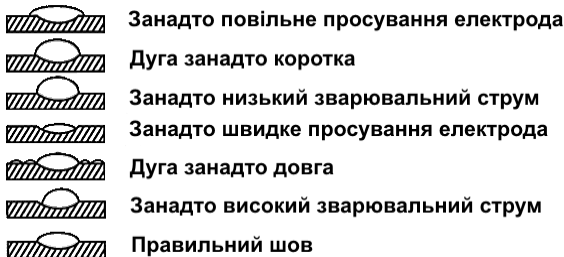 Занадто повільне просування електрода
Дуга занадто коротка
Занадто низький зварювальний струм
Занадто швидке просування електрода
Дуга занадто довга
Занадто високий зварювальний струм
Правильний шов